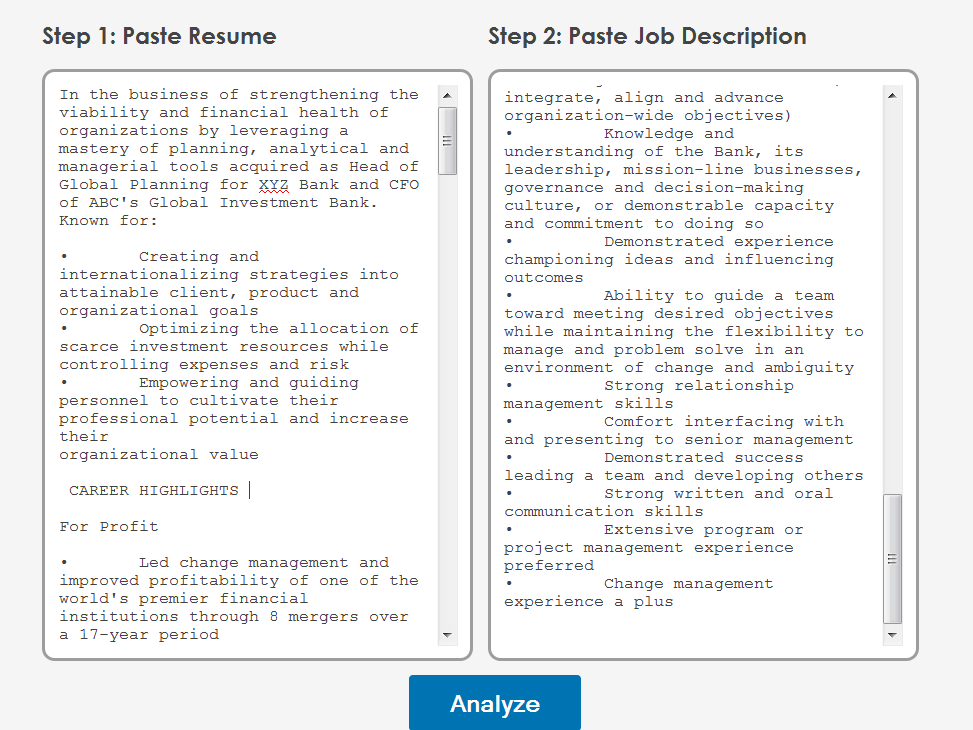 Step 1: Paste Resume
In the business of strengthening the
viability and financial health of
organizations by leveraging a
mastery of planning, analytical and
managerial tools acquired as Head of
Global Planning for XYZ Bank and CFO
of ABC's Global Investment Bank.
Known for:
• Creating and
internationalizing strategies into
attainable client, product and
organizational goals
• Optimizing the allocation of
scarce investment resources while
controlling expenses and risk
• Empowering and guiding
personnel to cultivate their
professional potential and increase
their
organizational value
CAREER HIGHLIGHTS
For Profit
• Led change management and
improved profitability of one of the
world's premier financial
institutions through 8 mergers over
a 17-year period
Step 2: Paste Job Description
integrate, align and advance
organization-wide objectives)
• Knowledge and
understanding of the Bank, its
leadership, mission-line businesses,
governance and decision-making
culture, or demonstrable capacity
and commitment to doing so
• Demonstrated experience
championing ideas and influencing
outcomes
• Ability to guide a team
toward meeting desired objectives
while maintaining the flexibility to
manage and problem solve in an
environment of change and ambiguity
• Strong relationship
management skills
• Comfort interfacing with
and presenting to senior management
• Demonstrated success
leading a team and developing others
• Strong written and oral
communication skills
• Extensive program or
project management experience
preferred
• Change management
experience a plus
Analyze